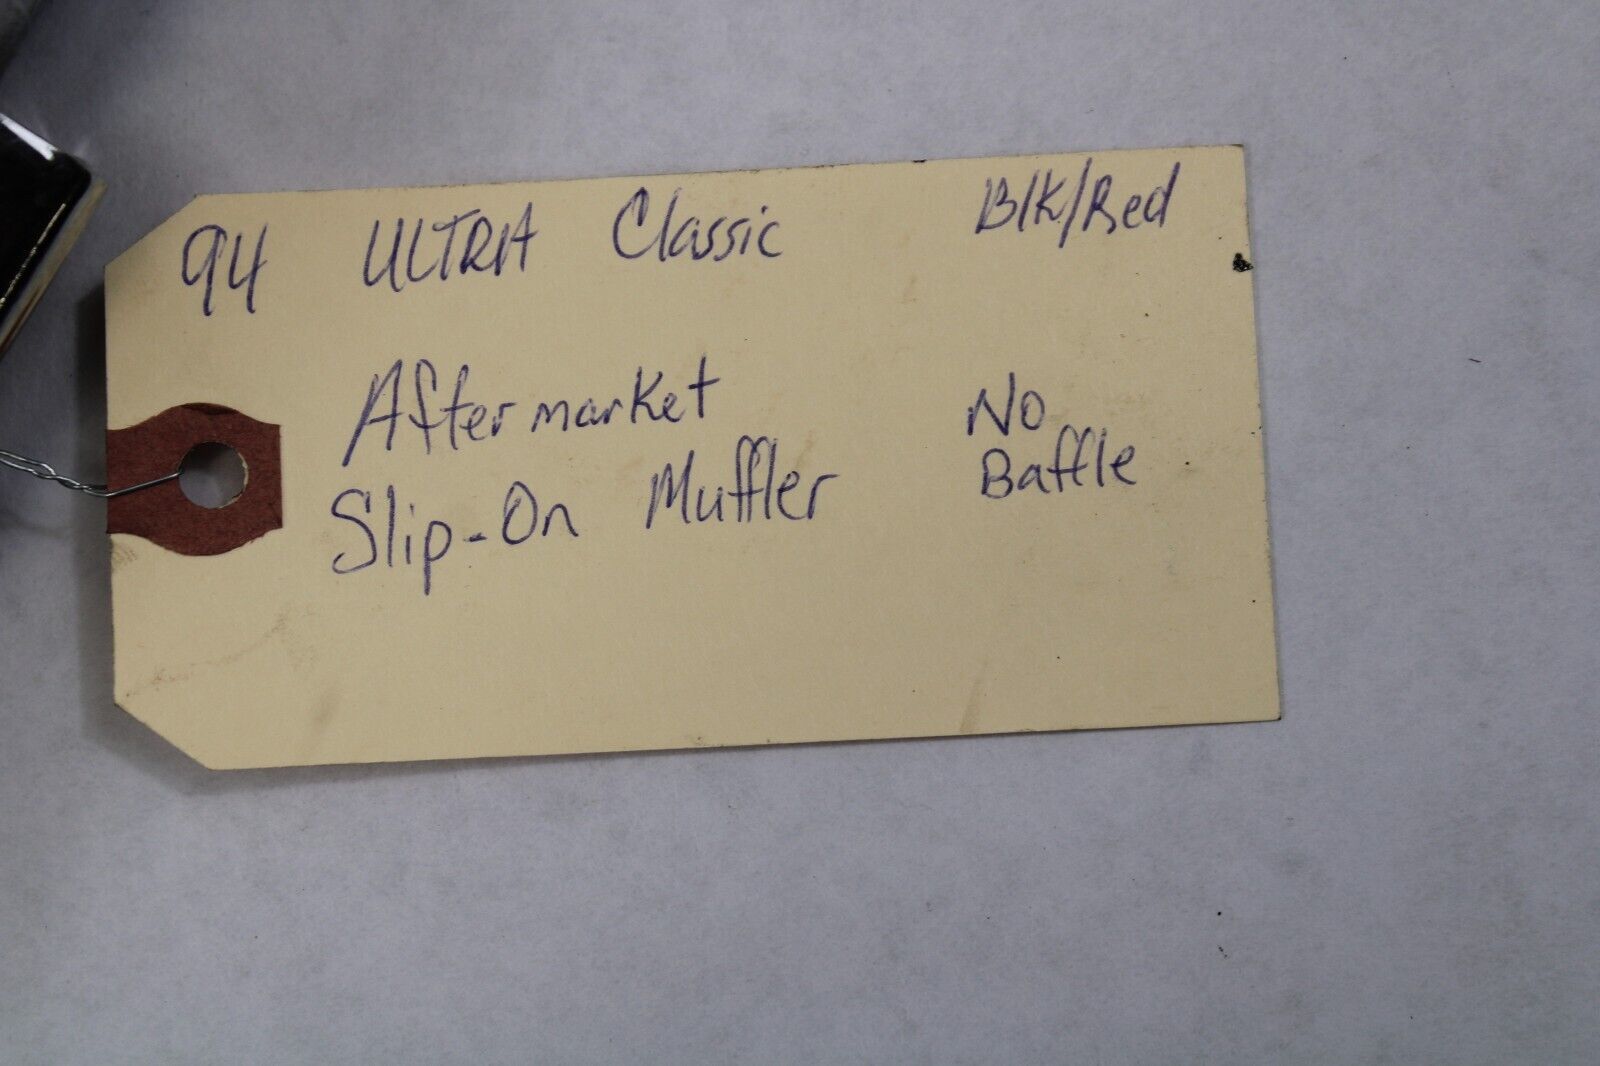 94 ULTRA Classic Blk/Red
Aftermarket
Slip-On Muffler
No
Baffle